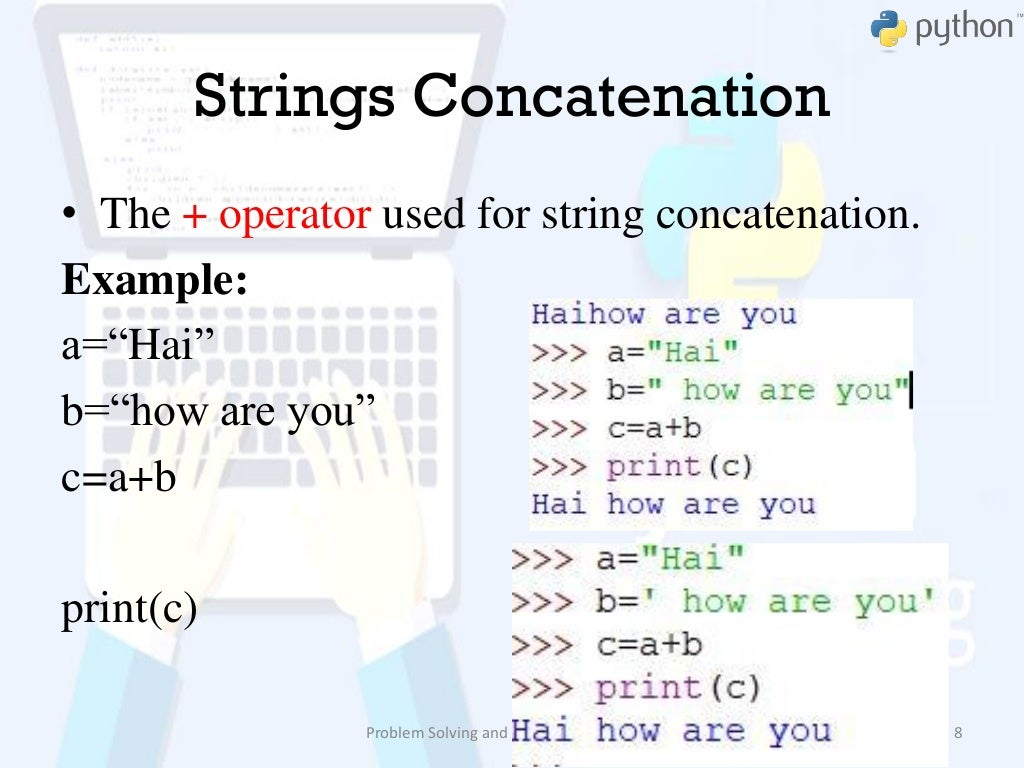 python™
Strings Concatenation
• The + operator used for string concatenation.
Example:
a=“Hai”
b=“how are you”
c=a+b
print(c)
Haihow are you
>>> a="Hai"
>>> b=" how are you"
>>> c=a+b
>>> print(c)
Hai how are you
>>> a="Hai"
>>> b=' how are you'
>>> c=a+b
>>> print(c)
Hai how are you
Problem Solving and
8